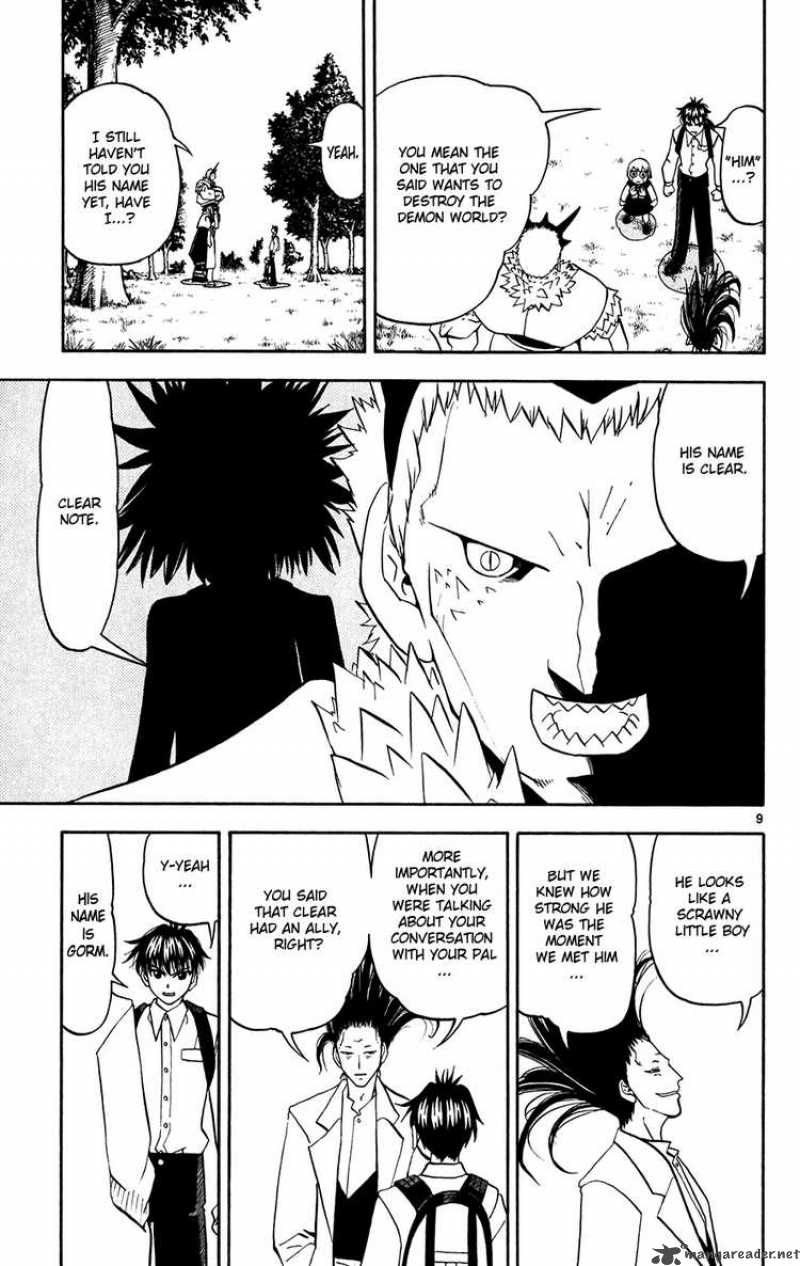 "HIM"
...?
YOU MEAN THE
ONE THAT YOU
SAID WANTS TO
DESTROY THE
DEMON WORLD?
YEAH.
I STILL
HAVEN'T
TOLD YOU
HIS NAME
YET, HAVE
I...?
HIS NAME
IS CLEAR.
CLEAR
NOTE.
9
HE LOOKS
LIKE A
SCRAWNY
LITTLE BOY
...
BUT WE
KNEW HOW
STRONG HE
WAS THE
MOMENT
WE MET HIM
...
MORE
IMPORTANTLY,
WHEN YOU
WERE TALKING
ABOUT YOUR
CONVERSATION
WITH YOUR PAL
...
YOU SAID
THAT CLEAR
HAD AN ALLY,
RIGHT?
Y-YEAH
...
HIS
NAME
IS
GORM.
mangareader.net